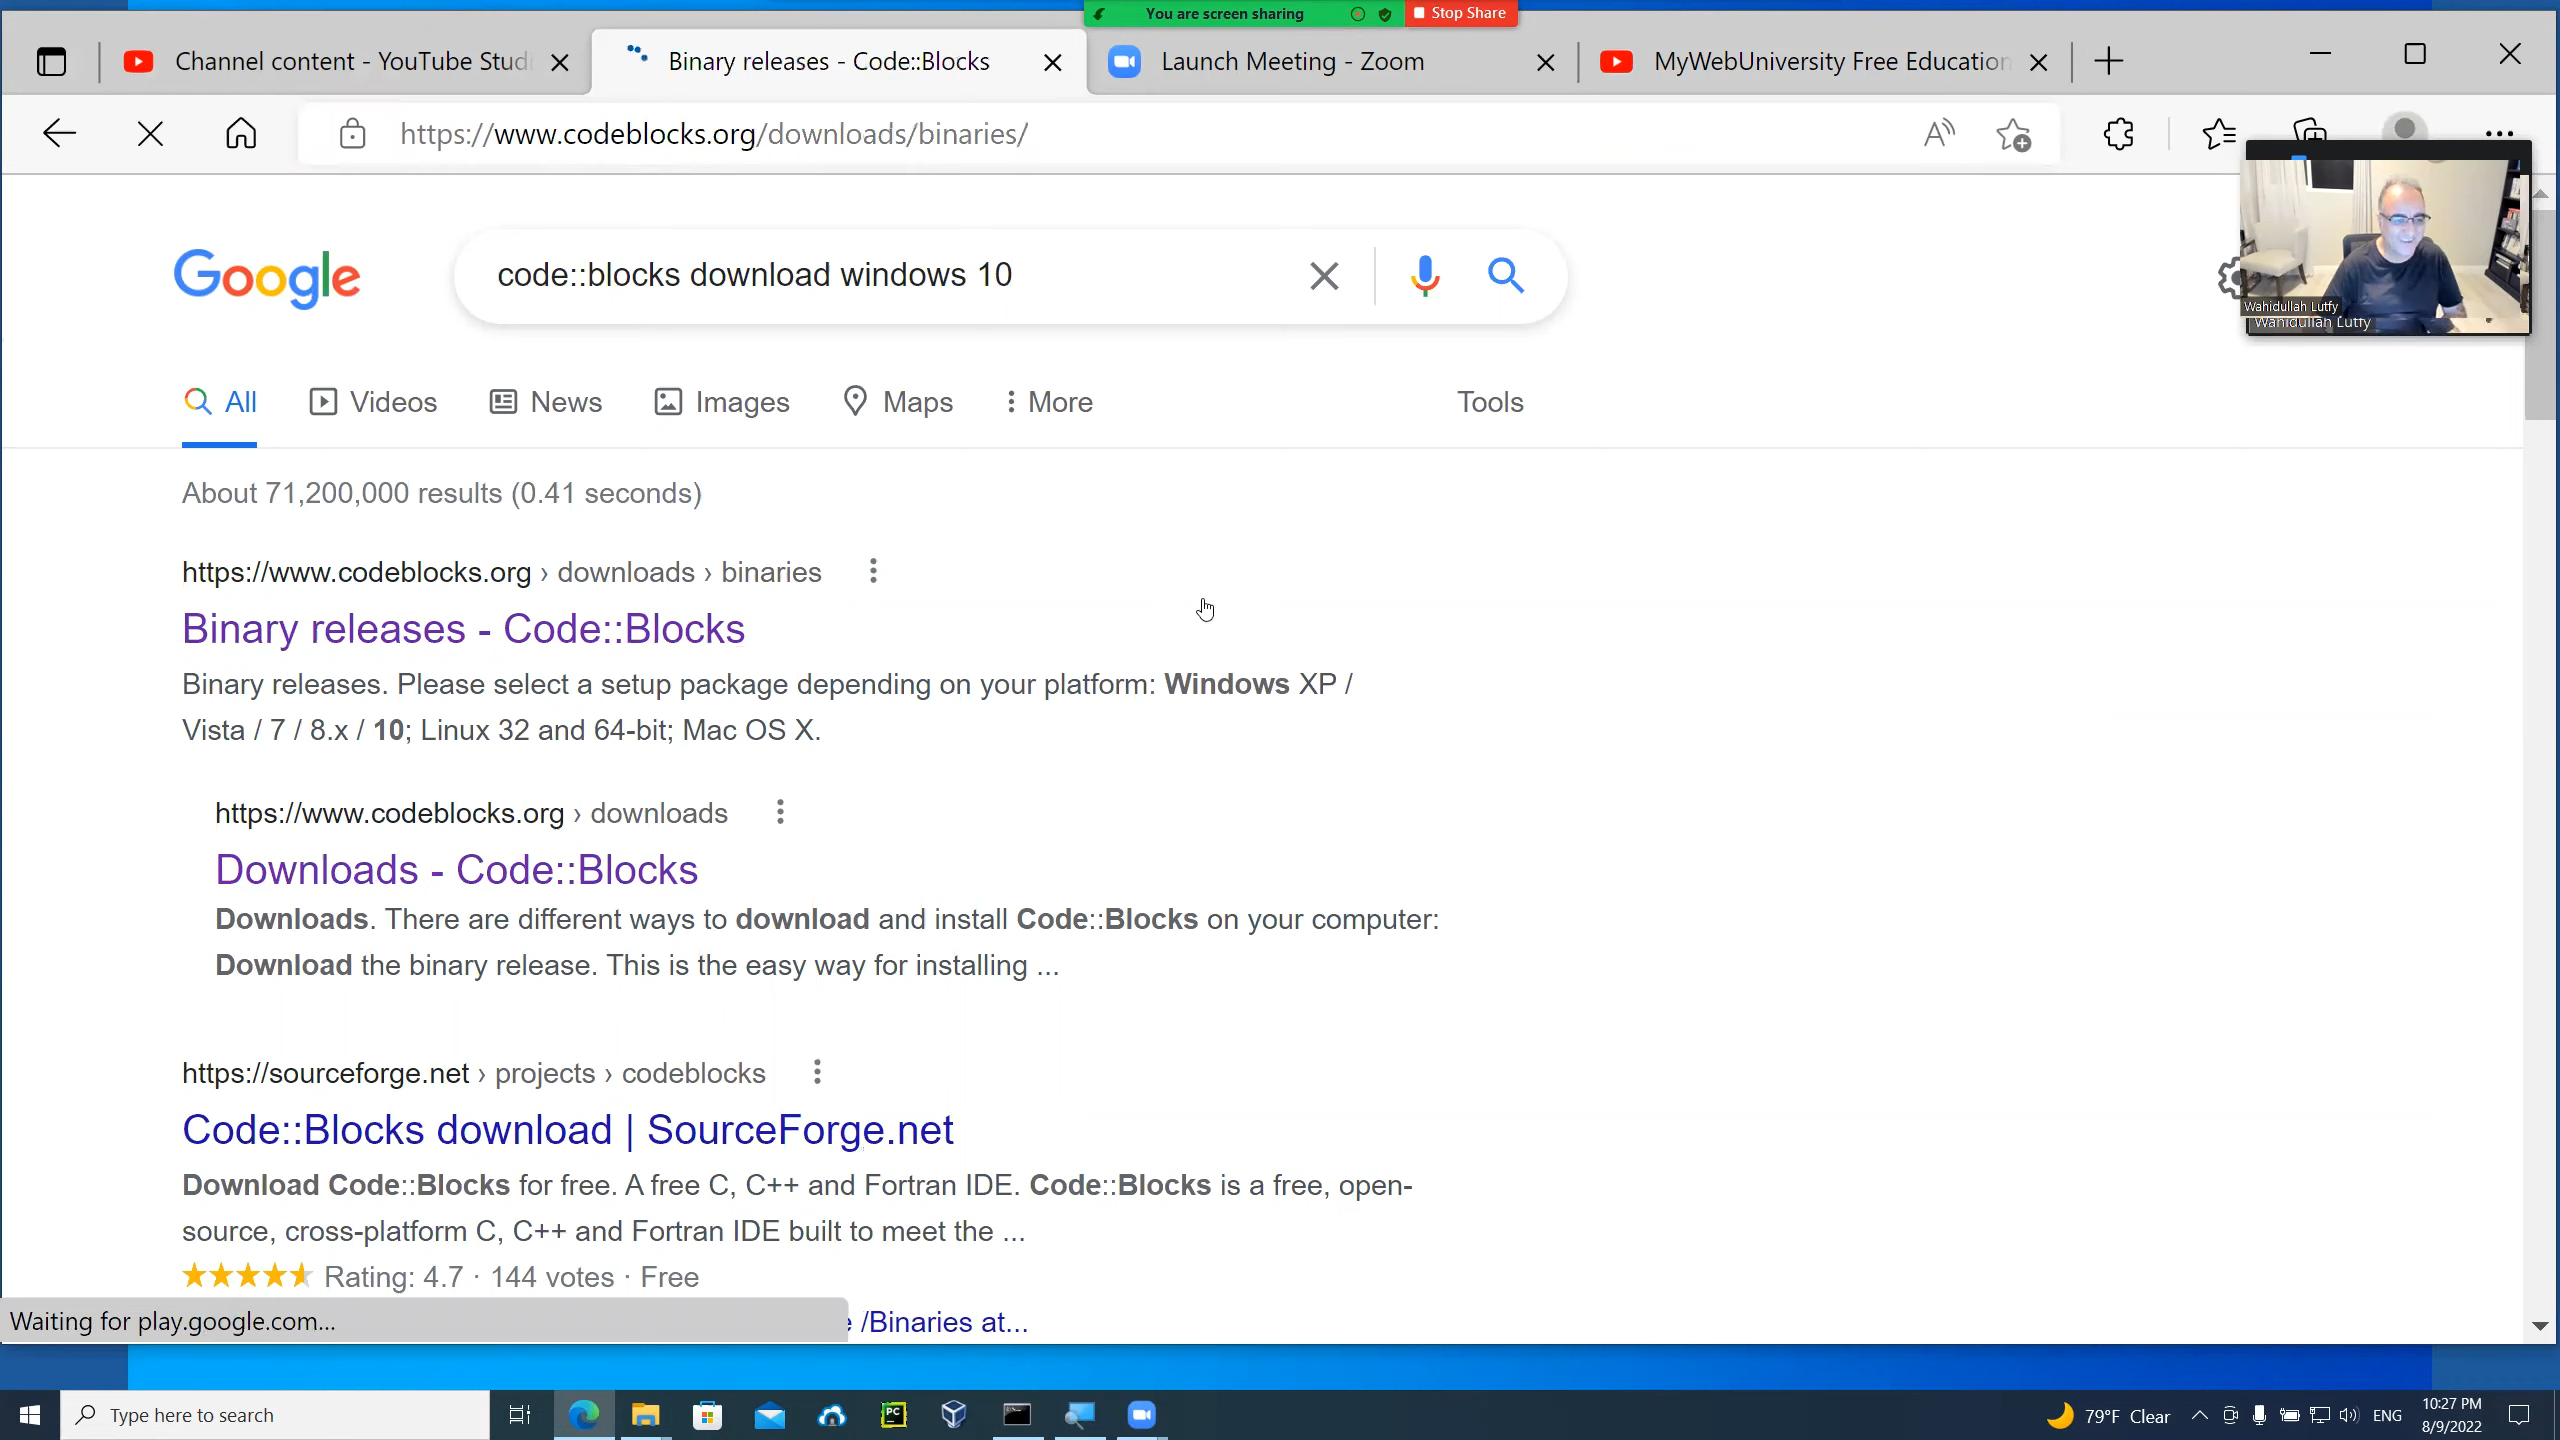 You are screen sharing
Stop Share
Channel content - YouTube Stud
Binary releases - Code::Blocks
Launch Meeting - Zoom
MyWebUniversity Free Education
https://www.codeblocks.org/downloads/binaries/
Google
code::blocks download windows 10
Wahidullah Lutfy
Wahidullah Lutfy
All
Videos
News
Images
Maps
More
Tools
About 71,200,000 results (0.41 seconds)
https://www.codeblocks.org › downloads › binaries
Binary releases - Code::Blocks
Binary releases. Please select a setup package depending on your platform: Windows XP /
Vista / 7 / 8.x / 10; Linux 32 and 64-bit; Mac OS X.
https://www.codeblocks.org › downloads
Downloads - Code::Blocks
Downloads. There are different ways to download and install Code::Blocks on your computer:
Download the binary release. This is the easy way for installing ...
https://sourceforge.net › projects › codeblocks
Code::Blocks download | SourceForge.net
Download Code::Blocks for free. A free C, C++ and Fortran IDE. Code::Blocks is a free, open-
source, cross-platform C, C++ and Fortran IDE built to meet the ...
Rating: 4.7 · 144 votes · Free
Waiting for play.google.com...
/Binaries at...
Type here to search
PC
79°F Clear
ENG
10:27 PM
8/9/2022